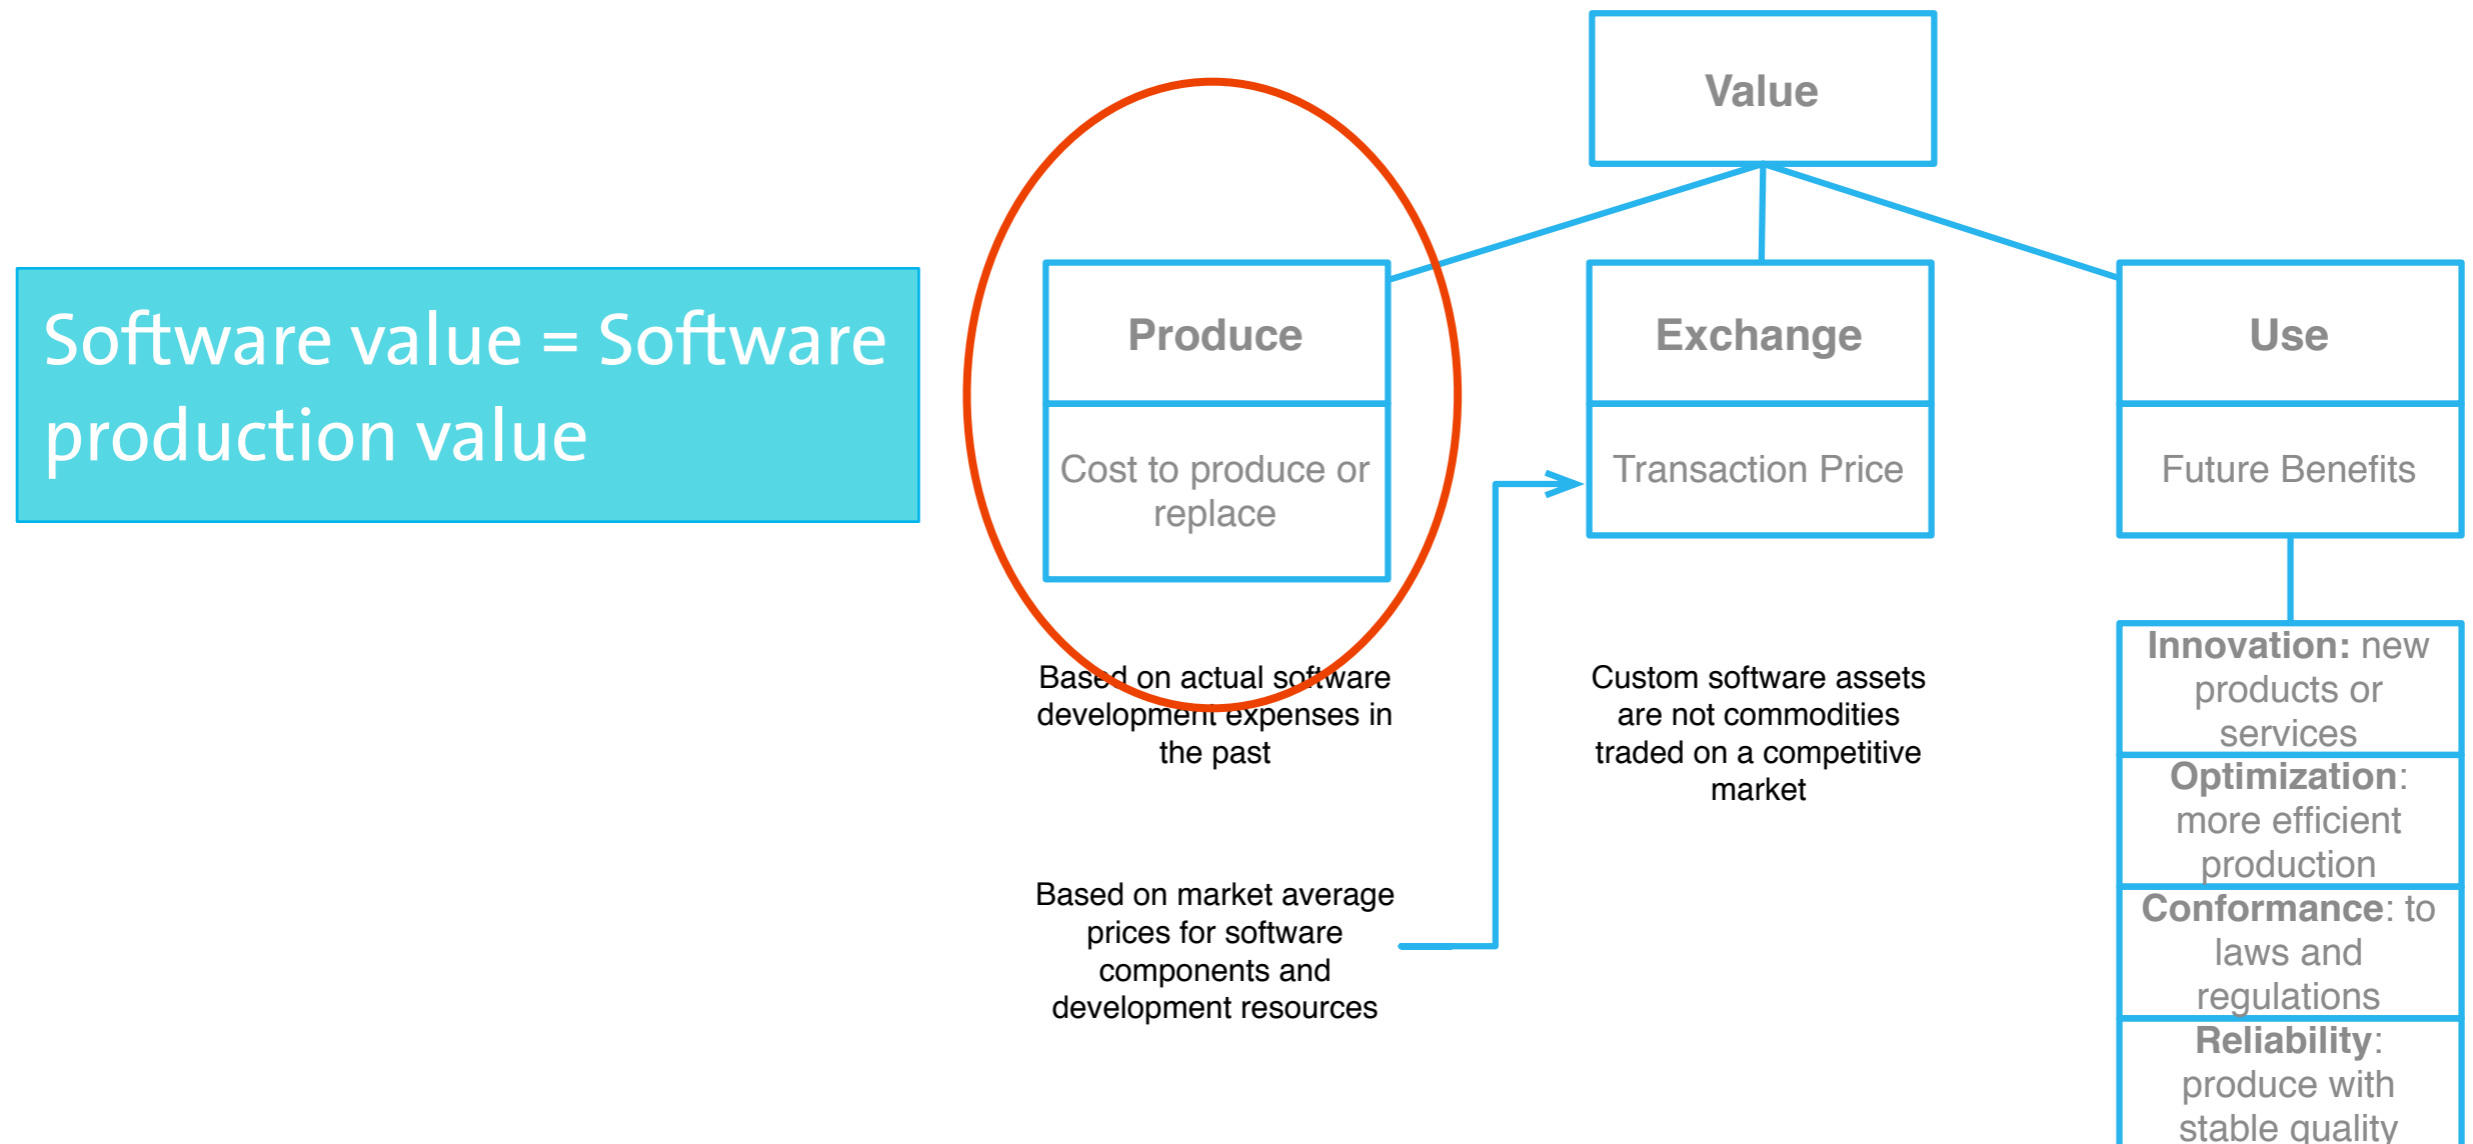 Software value = Software
production value
Value
Produce
Cost to produce or
replace
Based on actual software
development expenses in
the past
Based on market average
prices for software
components and
development resources
Exchange
Transaction Price
Custom software assets
are not commodities
traded on a competitive
market
Use
Future Benefits
Innovation: new
products or
services
Optimization:
more efficient
production
Conformance: to
laws and
regulations
Reliability:
produce with
stable quality